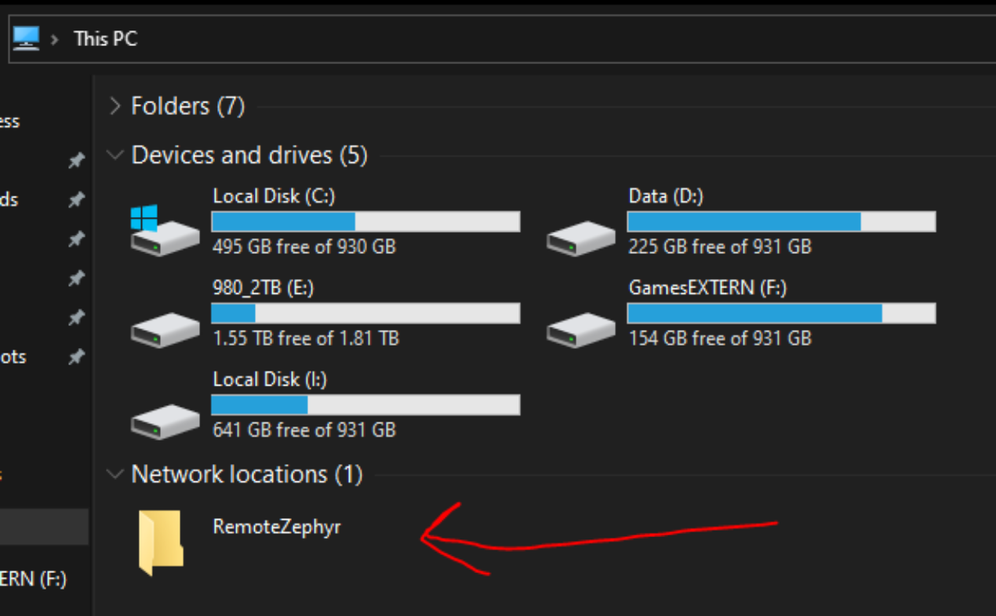 This PC
ess
Folders (7)
Devices and drives (5)
ds
Local Disk (C:)
495 GB free of 930 GB
Data (D:)
225 GB free of 931 GB
980_2TB (E:)
1.55 TB free of 1.81 TB
GamesEXTERN (F:)
154 GB free of 931 GB
ots
Local Disk (I:)
641 GB free of 931 GB
Network locations (1)
RemoteZephyr
ERN (F:)